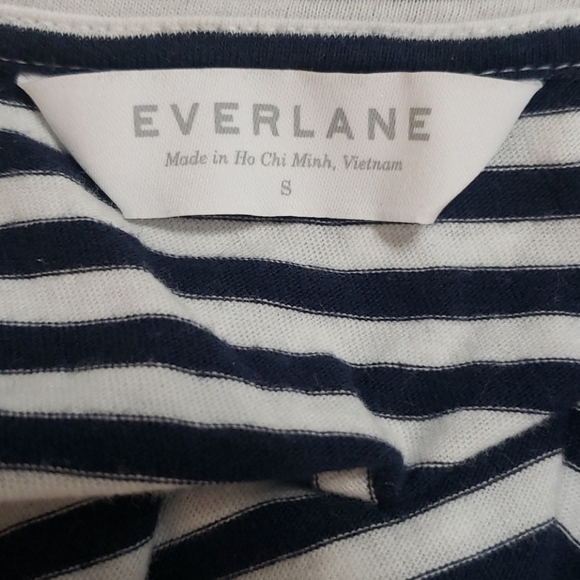 EVERLANE
Made in Ho Chi Minh, Vietnam
S